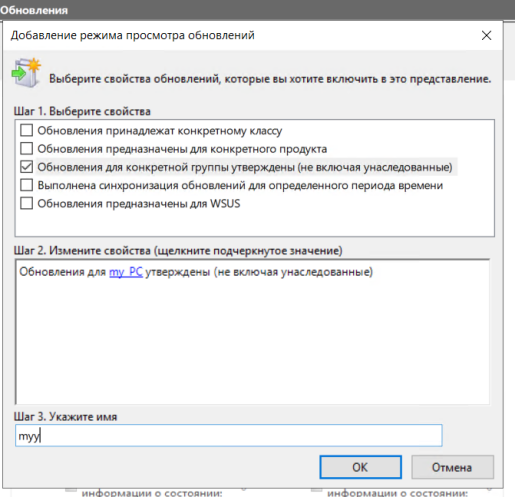 Обновления
Добавление режима просмотра обновлений
Выберите свойства обновлений, которые вы хотите включить в это представление.
Шаг 1. Выберите свойства
Обновления принадлежат конкретному классу
Обновления предназначены для конкретного продукта
Обновления для конкретной группы утверждены (не включая унаследованные)
Выполнена синхронизация обновлений для определенного периода времени
Обновления предназначены для WSUS
Шаг 2. Измените свойства (щелкните подчеркнутое значение)
Обновления для my_PC утверждены (не включая унаследованные)
Шаг 3. Укажите имя
myy
ОК Отмена
информации о состоянии: информации о состоянии: